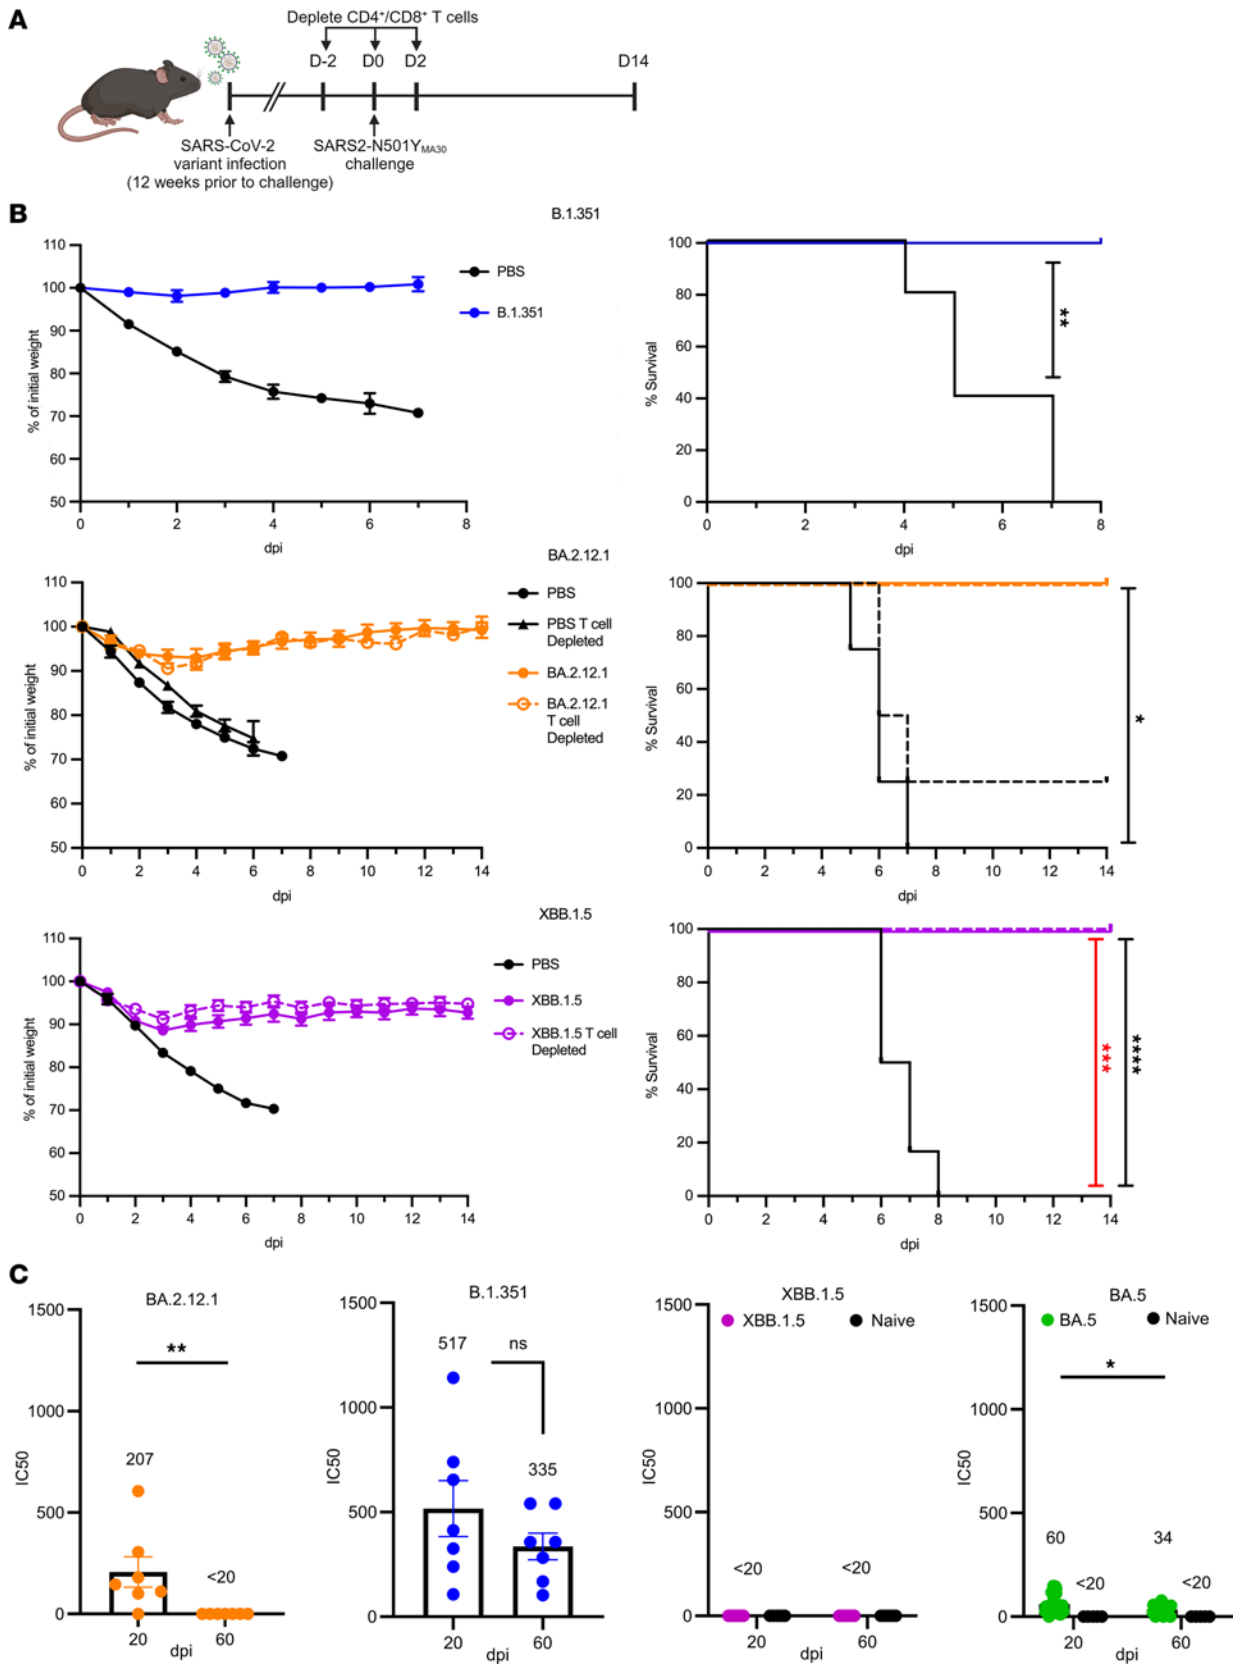 A
Deplete CD4⁺/CD8⁺ T cells
D-2 D0 D2 D14
SARS-CoV-2
variant infection
(12 weeks prior to challenge)
SARS2-N501Y_MA30
challenge
B
B.1.351
110
100
90
80
70
60
50
% of initial weight
0 2 4 6 8
dpi
PBS
B.1.351
100
80
60
40
20
0
% Survival
0 2 4 6 8
dpi
**
BA.2.12.1
110
100
90
80
70
60
50
% of initial weight
0 2 4 6 8 10 12 14
dpi
PBS
PBS T cell
Depleted
BA.2.12.1
BA.2.12.1
T cell
Depleted
100
80
60
40
20
0
% Survival
0 2 4 6 8 10 12 14
dpi
*
XBB.1.5
110
100
90
80
70
60
50
% of initial weight
0 2 4 6 8 10 12 14
dpi
PBS
XBB.1.5
XBB.1.5 T cell
Depleted
100
80
60
40
20
0
% Survival
0 2 4 6 8 10 12 14
dpi
***
****
C
BA.2.12.1
1500
1000
500
0
IC50
**
207
<20
20 60
dpi
B.1.351
1500
1000
500
0
IC50
517
ns
335
20 60
dpi
XBB.1.5
XBB.1.5 Naive
1500
1000
500
0
IC50
<20 <20
20 60
dpi
BA.5
BA.5 Naive
1500
1000
500
0
IC50
*
60 34
<20 <20
20 60
dpi